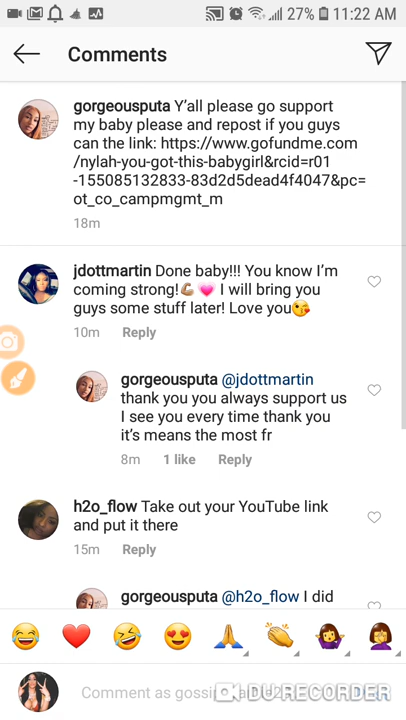 27% 11:22 AM
Comments
gorgeousputa Y'all please go support
my baby please and repost if you guys
can the link: https://www.gofundme.com
/nylah-you-got-this-babygirl&rcid=r01
-155085132833-83d2d5dead4f4047&pc=
ot_co_campmgmt_m
18m
jdottmartin Done baby!!! You know I'm
coming strong!💪🏽 💗 I will bring you
guys some stuff later! Love you😘
10m Reply
gorgeousputa @jdottmartin
thank you you always support us
I see you every time thank you
it's means the most fr
8m 1 like Reply
h2o_flow Take out your YouTube link
and put it there
15m Reply
gorgeousputa @h2o_flow I did
Comment as
DU RECORDER